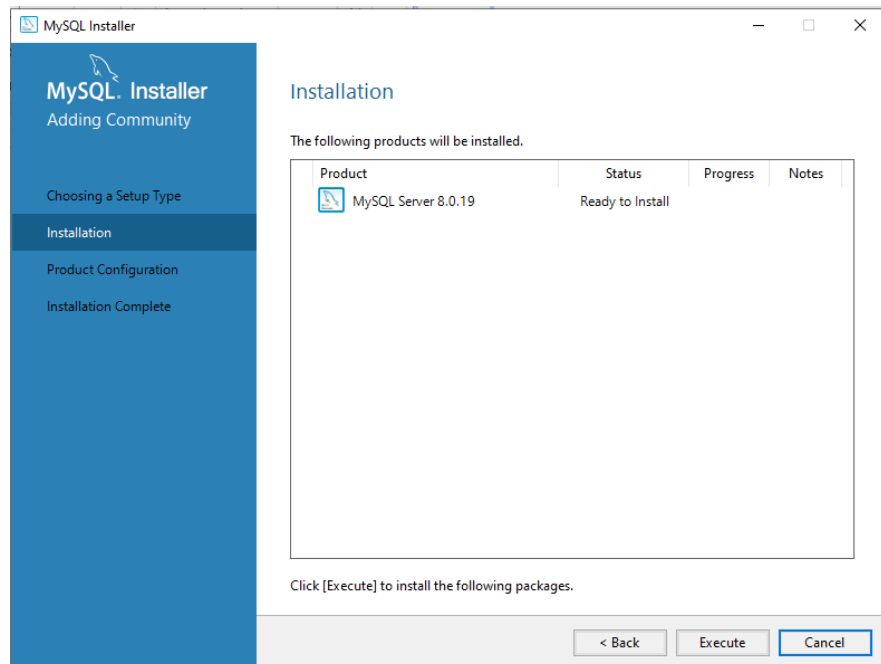 MySQL Installer
MySQL. Installer
Adding Community
Choosing a Setup Type
Installation
Product Configuration
Installation Complete
Installation
The following products will be installed.
Product Status Progress Notes
MySQL Server 8.0.19 Ready to Install
Click [Execute] to install the following packages.
< Back Execute Cancel